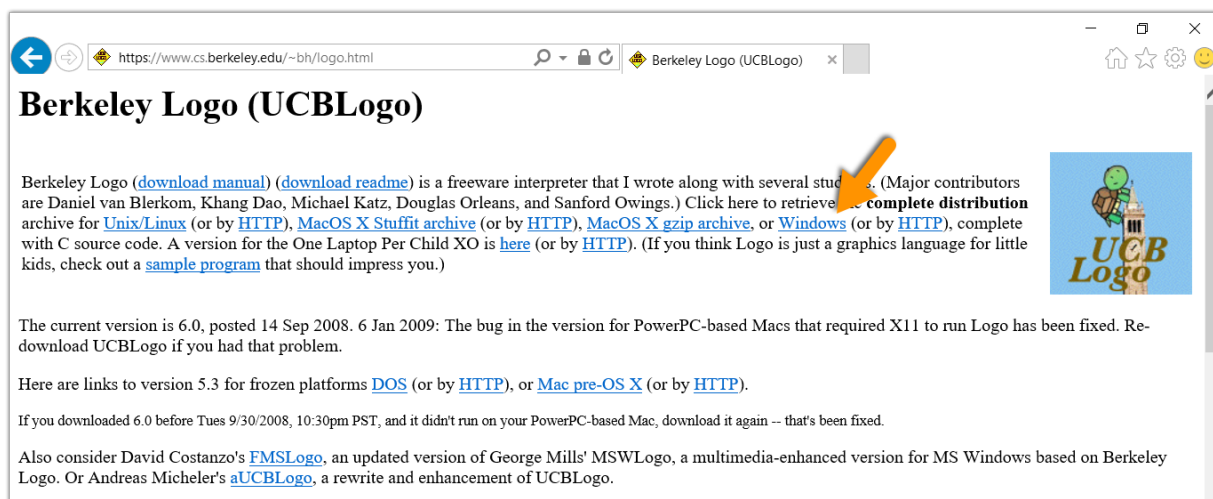 https://www.cs.berkeley.edu/~bh/logo.html
Berkeley Logo (UCBLogo)
Berkeley Logo (UCBLogo)
Berkeley Logo (download manual) (download readme) is a freeware interpreter that I wrote along with several stud s. (Major contributors
are Daniel van Blerkom, Khang Dao, Michael Katz, Douglas Orleans, and Sanford Owings.) Click here to retrieve complete distribution
archive for Unix/Linux (or by HTTP), MacOS X Stuffit archive (or by HTTP), MacOS X gzip archive, or Windows (or by HTTP), complete
with C source code. A version for the One Laptop Per Child XO is here (or by HTTP). (If you think Logo is just a graphics language for little
kids, check out a sample program that should impress you.)
UCB
Logo
The current version is 6.0, posted 14 Sep 2008. 6 Jan 2009: The bug in the version for PowerPC-based Macs that required X11 to run Logo has been fixed. Re-
download UCBLogo if you had that problem.
Here are links to version 5.3 for frozen platforms DOS (or by HTTP), or Mac pre-OS X (or by HTTP).
If you downloaded 6.0 before Tues 9/30/2008, 10:30pm PST, and it didn't run on your PowerPC-based Mac, download it again -- that's been fixed.
Also consider David Costanzo's FMSLogo, an updated version of George Mills' MSWLogo, a multimedia-enhanced version for MS Windows based on Berkeley
Logo. Or Andreas Micheler's aUCBLogo, a rewrite and enhancement of UCBLogo.